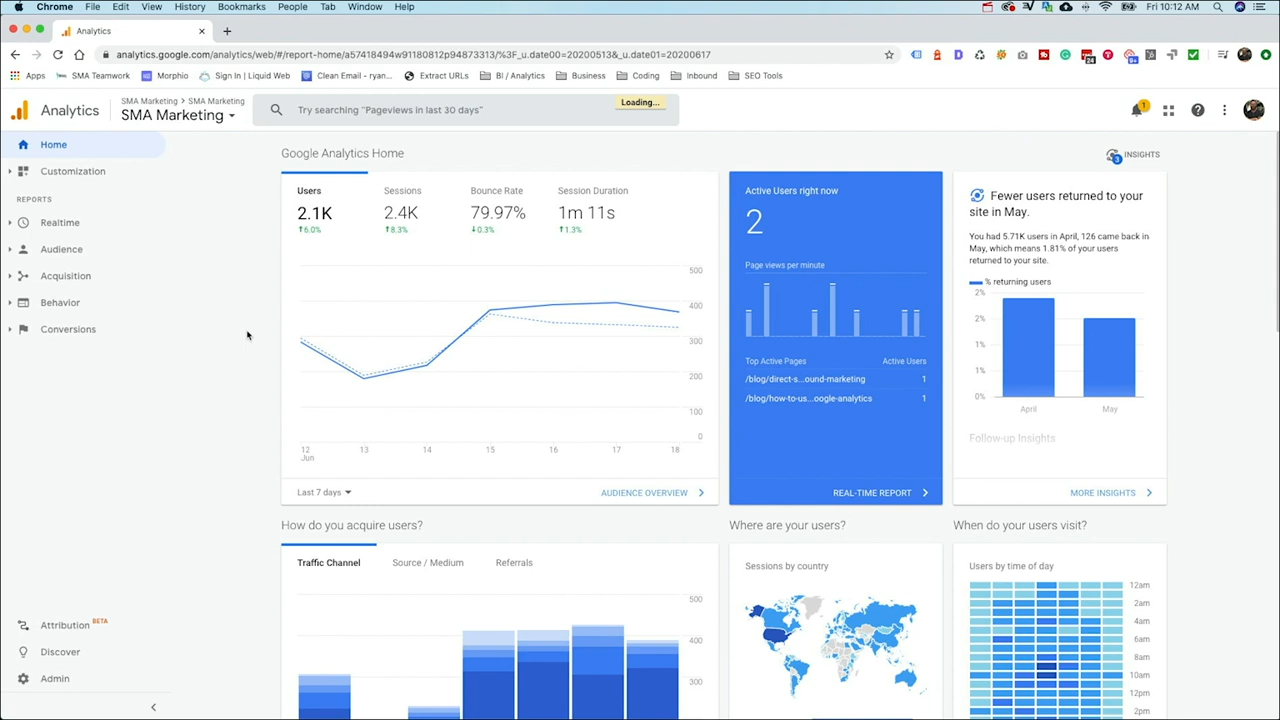 Chrome File Edit View History Bookmarks People Tab Window Help Fri 10:12 AM
Analytics
analytics.google.com/analytics/web/#/report-home/a57418494w91180812p94873313/%3F_u.date00=20200513&_u.date01=20200617
Apps SMA Teamwork Morphio Sign In | Liquid Web Clean Email - ryan... Extract URLs BI / Analytics Business Coding Inbound SEO Tools
Analytics
SMA Marketing > SMA Marketing
SMA Marketing
Try searching "Pageviews in last 30 days"
Loading...
1
Home
Customization
REPORTS
Realtime
Audience
Acquisition
Behavior
Conversions
Attribution BETA
Discover
Admin
Google Analytics Home
3 INSIGHTS
Users Sessions Bounce Rate Session Duration
2.1K 2.4K 79.97% 1m 11s
↑6.0% ↑8.3% ↓0.3% ↑1.3%
500
400
300
200
100
0
12 13 14 15 16 17 18
Jun
Last 7 days
AUDIENCE OVERVIEW
Active Users right now
2
Page views per minute
Top Active Pages Active Users
/blog/direct-s...ound-marketing 1
/blog/how-to-us...oogle-analytics 1
REAL-TIME REPORT
Fewer users returned to your
site in May.
You had 5.71K users in April, 126 came back in
May, which means 1.81% of your users
returned to your site.
% returning users
2%
2%
1%
1%
0%
April May
Follow-up Insights
MORE INSIGHTS
How do you acquire users?
Traffic Channel Source / Medium Referrals
500
400
300
Where are your users?
Sessions by country
When do your users visit?
Users by time of day
12am
2am
4am
6am
8am
10am
12pm
2pm